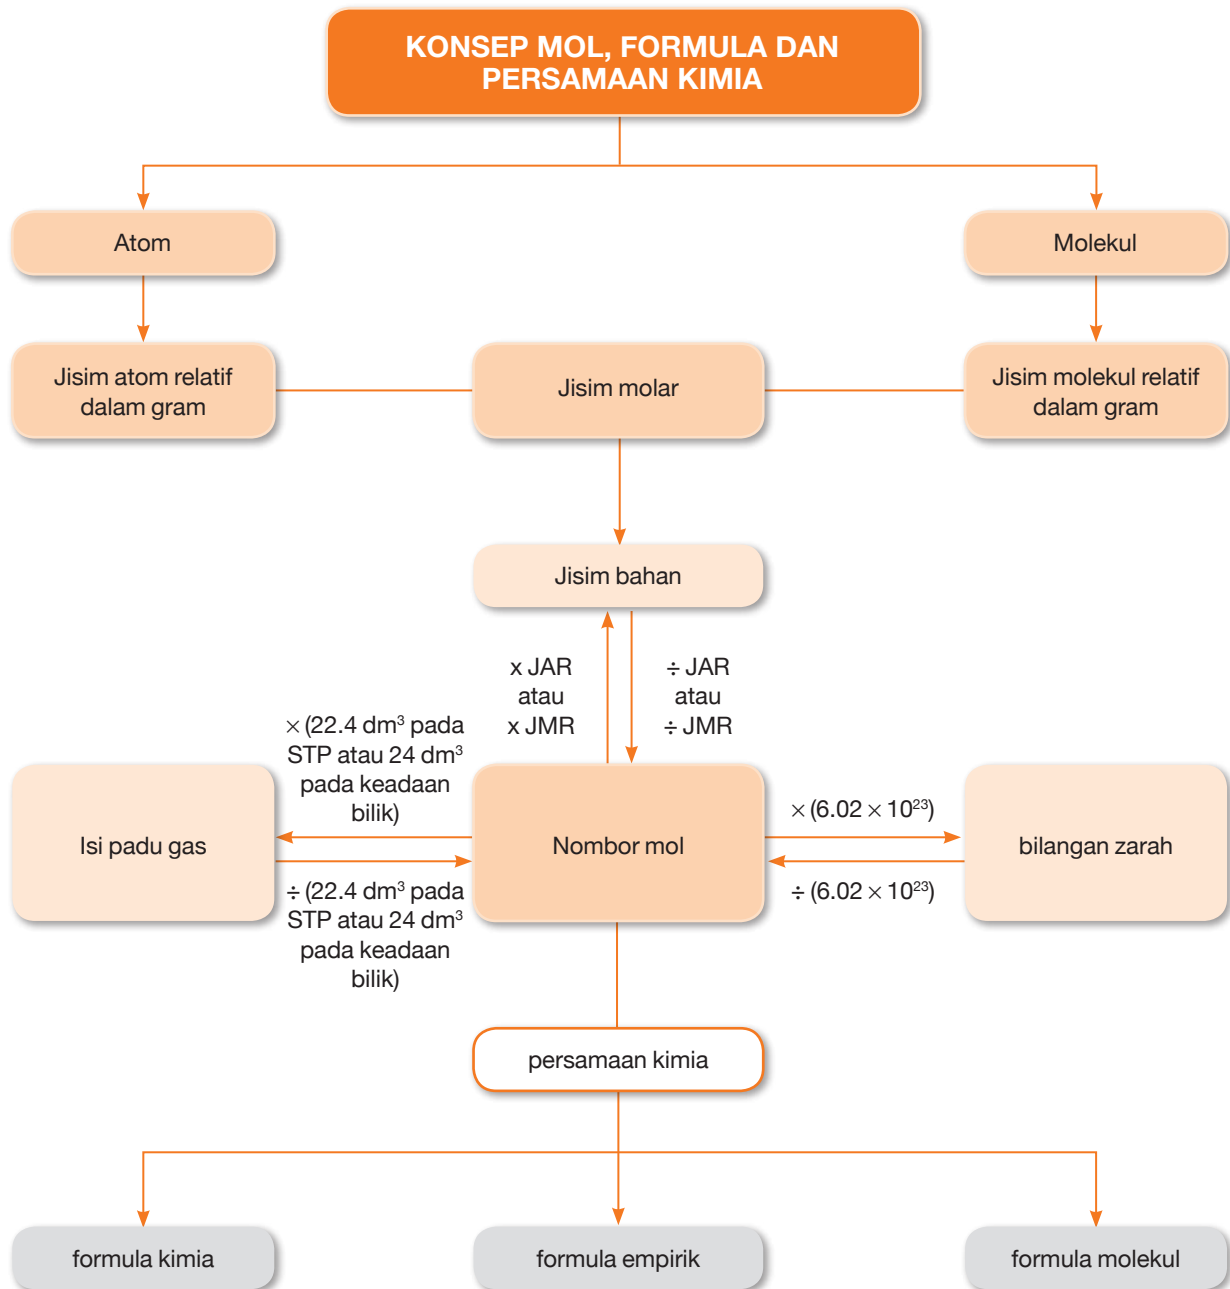 KONSEP MOL, FORMULA DAN
PERSAMAAN KIMIA
Atom
Molekul
Jisim atom relatif
dalam gram
Jisim molar
Jisim molekul relatif
dalam gram
Jisim bahan
x JAR
atau
x JMR
÷ JAR
atau
÷ JMR
× (22.4 dm³ pada
STP atau 24 dm³
pada keadaan
bilik)
Isi padu gas
Nombor mol
× (6.02 × 10²³)
÷ (6.02 × 10²³)
bilangan zarah
÷ (22.4 dm³ pada
STP atau 24 dm³
pada keadaan
bilik)
persamaan kimia
formula kimia
formula empirik
formula molekul